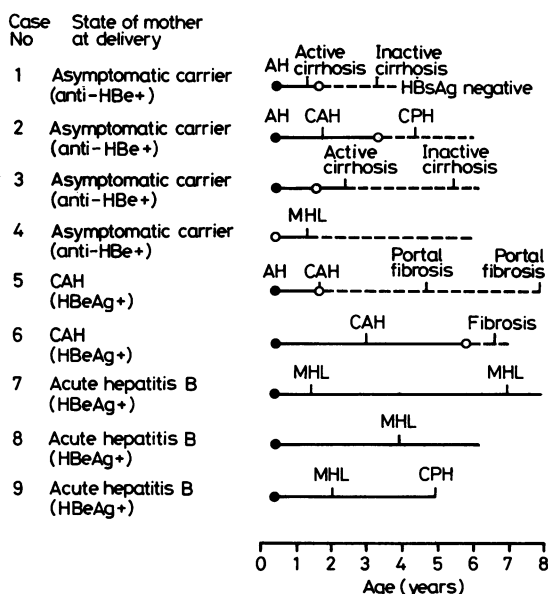 Case State of mother
No at delivery
Active Inactive
AH cirrhosis cirrhosis
1 Asymptomatic carrier HBsAg negative
(anti-HBe+)
AH CAH CPH
2 Asymptomatic carrier
(anti-HBe+)
Active Inactive
3 Asymptomatic carrier cirrhosis cirrhosis
(anti-HBe+)
MHL
4 Asymptomatic carrier
(anti-HBe+)
Portal Portal
AH CAH fibrosis fibrosis
5 CAH
(HBeAg+)
CAH Fibrosis
6 CAH
(HBeAg+)
MHL MHL
7 Acute hepatitis B
(HBeAg+)
MHL
8 Acute hepatitis B
(HBeAg+)
MHL CPH
9 Acute hepatitis B
(HBeAg+)
0 1 2 3 4 5 6 7 8
Age (years)